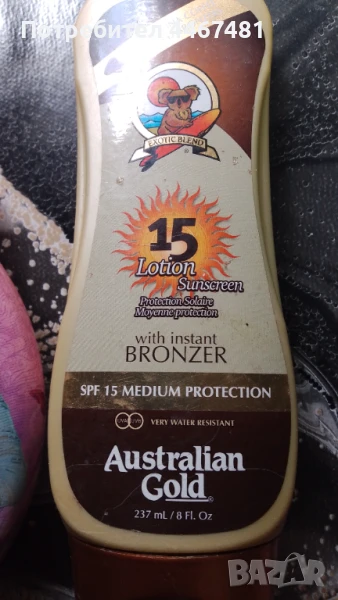 Потребител 4467481
EXOTIC BLEND
15
Lotion
Sunscreen
Protection Solaire
Moyenne protection
with instant
BRONZER
SPF 15 MEDIUM PROTECTION
VERY WATER RESISTANT
Australian
Gold®
237 mL / 8 Fl. Oz
BAZAR